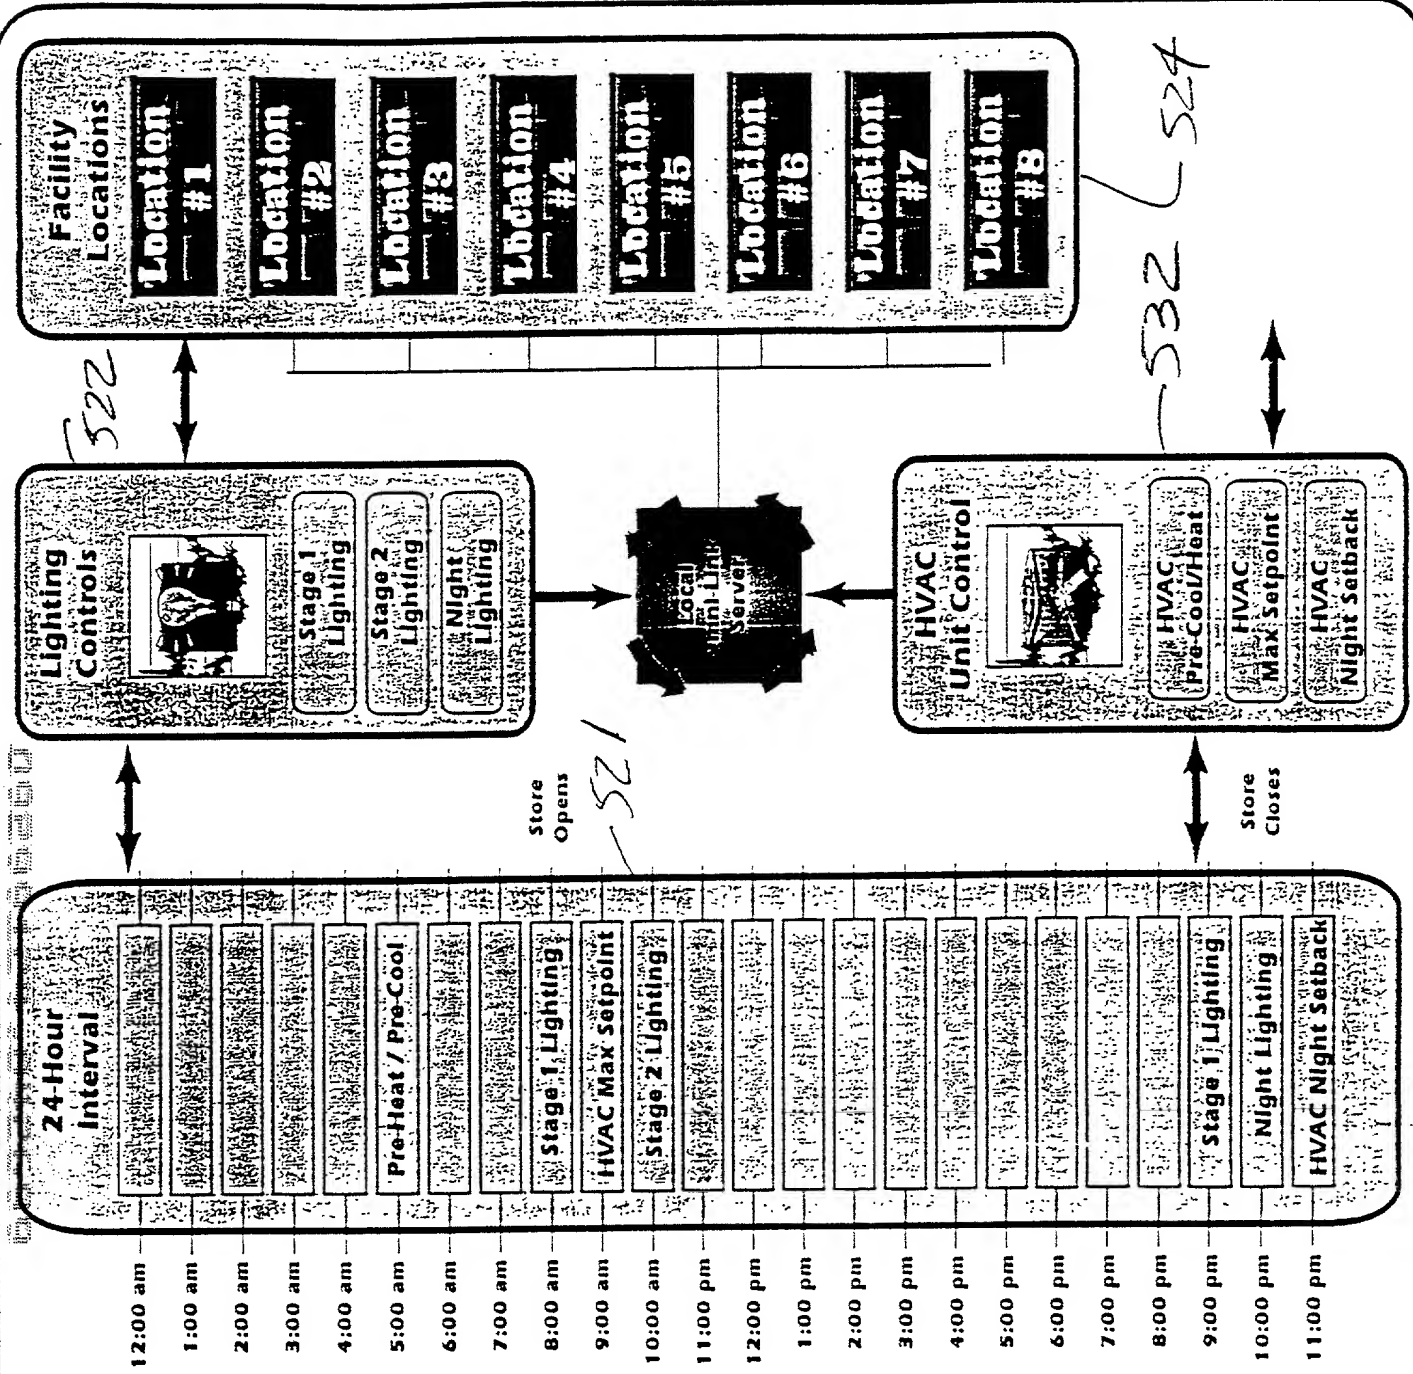 24-Hour
Interval
12:00 am
1:00 am
2:00 am
3:00 am
4:00 am
5:00 am
Pre-Heat / Pre-Cool
6:00 am
7:00 am
8:00 am
Stage 1 Lighting
9:00 am
HVAC Max Setpoint
10:00 am
Stage 2 Lighting
11:00 pm
12:00 pm
1:00 pm
2:00 pm
3:00 pm
4:00 pm
5:00 pm
6:00 pm
7:00 pm
8:00 pm
9:00 pm
Stage 1 Lighting
10:00 pm
Night Lighting
11:00 pm
HVAC Night Setback
Store
Opens
521
Store
Closes
Lighting
Controls
Stage 1
Lighting
Stage 2
Lighting
Night
Lighting
522
Local
Omni-Link
Server
HVAC
Unit Control
HVAC
Pre-Cool/Heat
HVAC
Max Setpoint
HVAC
Night Setback
532
Facility
Locations
Location
#1
Location
#2
Location
#3
Location
#4
Location
#5
Location
#6
Location
#7
Location
#8
524